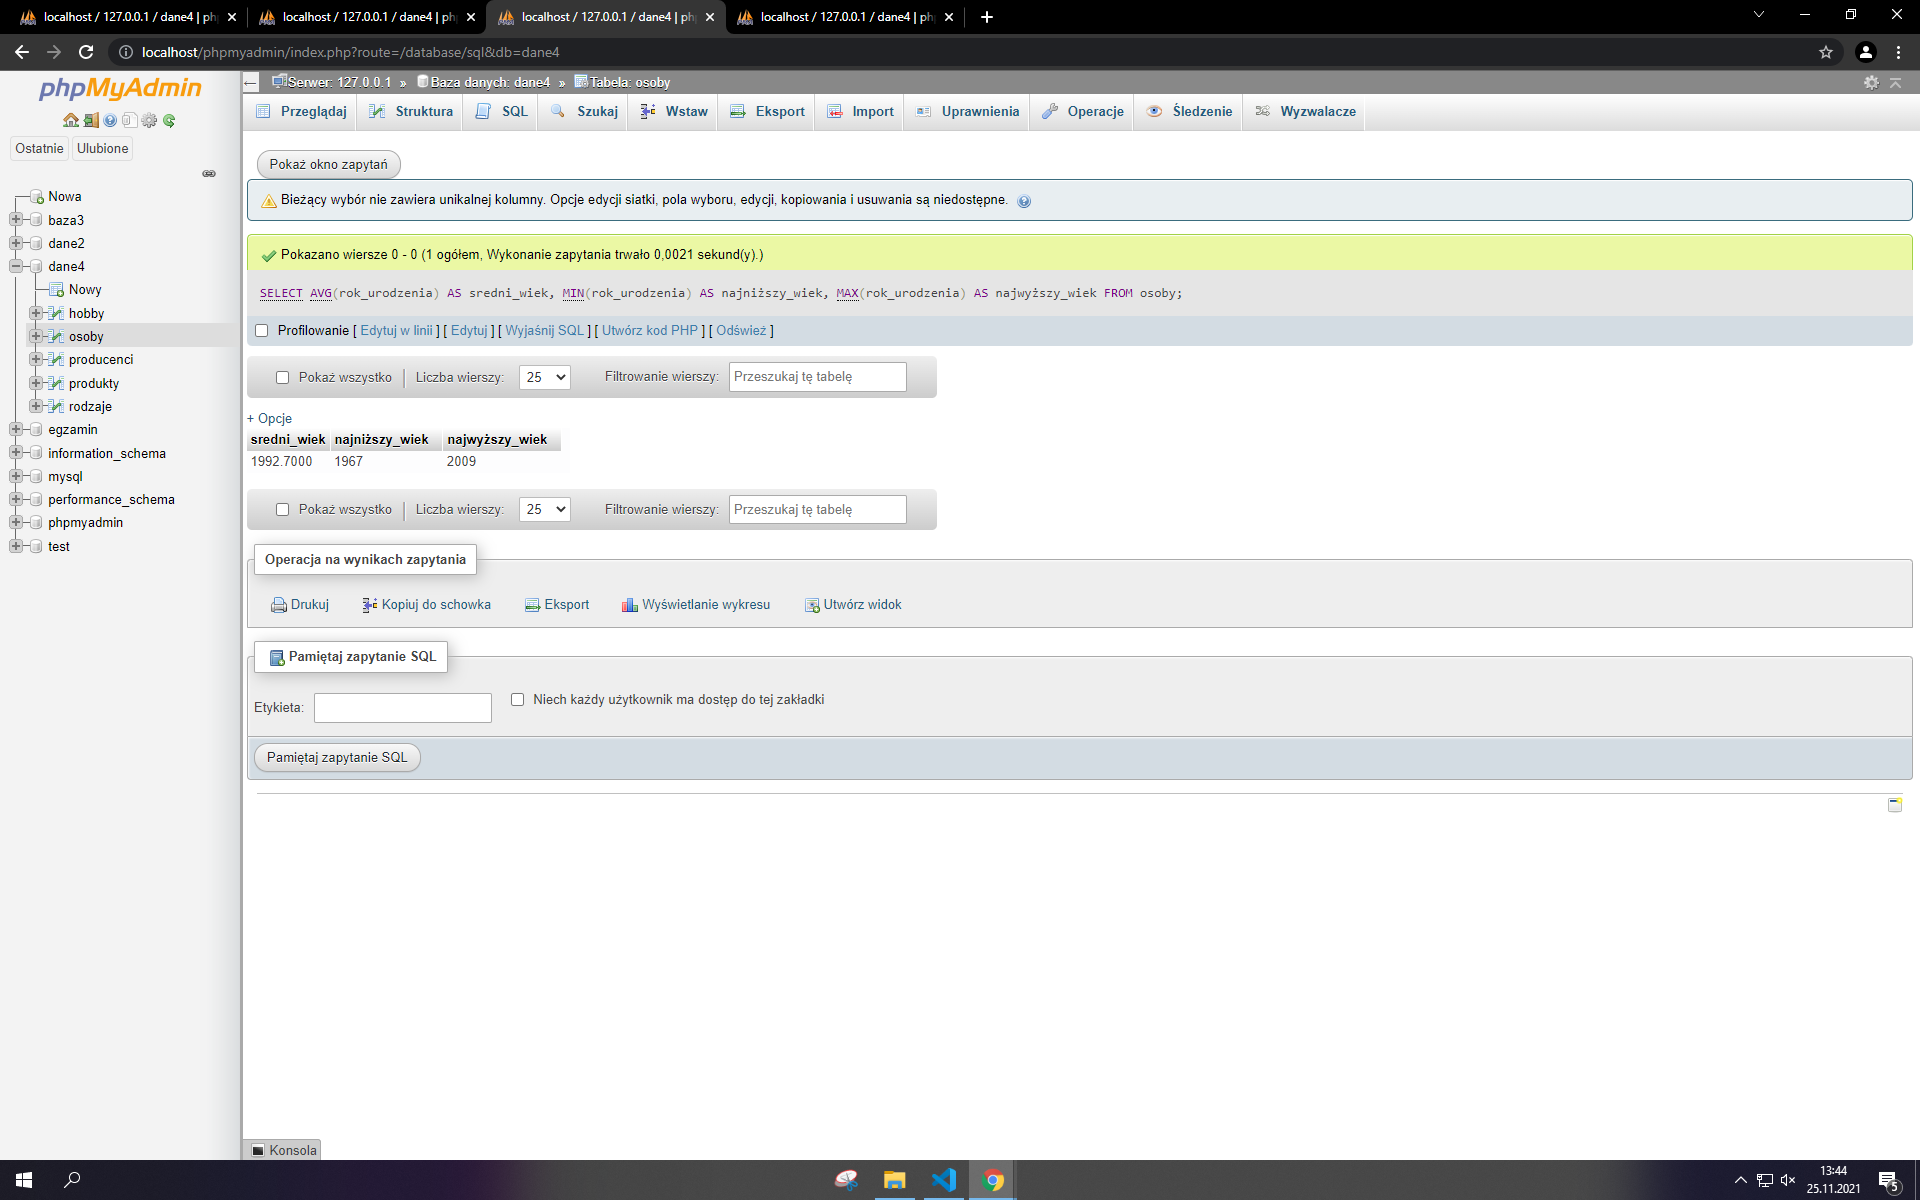 localhost / 127.0.0.1 / dane4 | ph
localhost / 127.0.0.1 / dane4 | ph
localhost / 127.0.0.1 / dane4 | ph
localhost / 127.0.0.1 / dane4 | ph
localhost/phpmyadmin/index.php?route=/database/sql&db=dane4
phpMyAdmin
Ostatnie Ulubione
Nowa
baza3
dane2
dane4
Nowy
hobby
osoby
producenci
produkty
rodzaje
egzamin
information_schema
mysql
performance_schema
phpmyadmin
test
Serwer: 127.0.0.1 » Baza danych: dane4 » Tabela: osoby
Przeglądaj Struktura SQL Szukaj Wstaw Eksport Import Uprawnienia Operacje Śledzenie Wyzwalacze
Pokaż okno zapytań
Bieżący wybór nie zawiera unikalnej kolumny. Opcje edycji siatki, pola wyboru, edycji, kopiowania i usuwania są niedostępne.
Pokazano wiersze 0 - 0 (1 ogółem, Wykonanie zapytania trwało 0,0021 sekund(y).)
SELECT AVG(rok_urodzenia) AS sredni_wiek, MIN(rok_urodzenia) AS najniższy_wiek, MAX(rok_urodzenia) AS najwyższy_wiek FROM osoby;
Profilowanie [ Edytuj w linii ] [ Edytuj ] [ Wyjaśnij SQL ] [ Utwórz kod PHP ] [ Odśwież ]
Pokaż wszystko Liczba wierszy: 25 Filtrowanie wierszy: Przeszukaj tę tabelę
+ Opcje
sredni_wiek najniższy_wiek najwyższy_wiek
1992.7000 1967 2009
Pokaż wszystko Liczba wierszy: 25 Filtrowanie wierszy: Przeszukaj tę tabelę
Operacja na wynikach zapytania
Drukuj Kopiuj do schowka Eksport Wyświetlanie wykresu Utwórz widok
Pamiętaj zapytanie SQL
Etykieta: Niech każdy użytkownik ma dostęp do tej zakładki
Pamiętaj zapytanie SQL
Konsola
13:44
25.11.2021
5